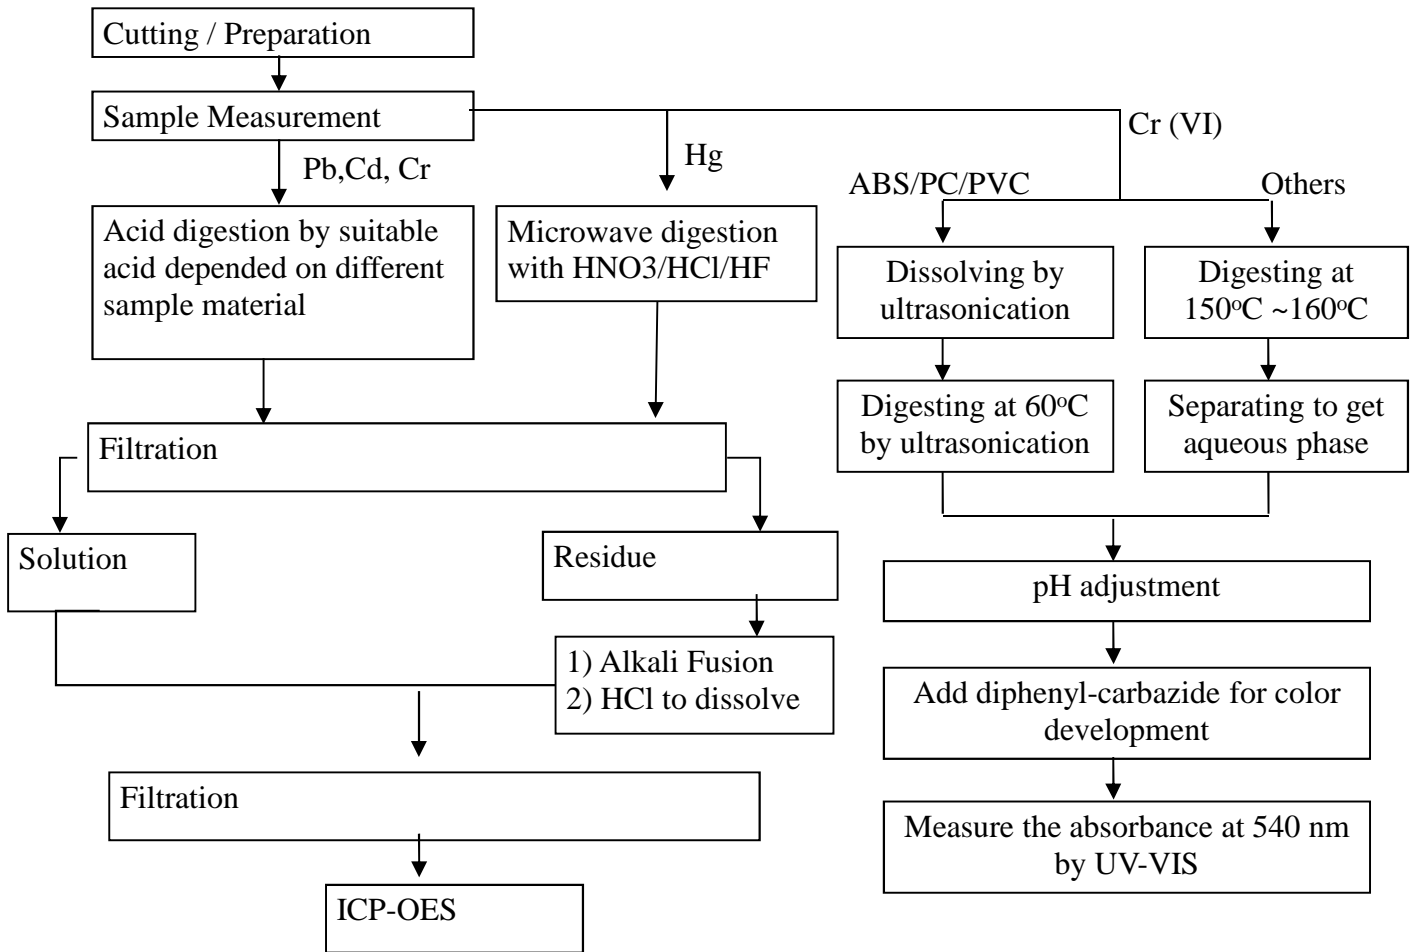 Cutting / Preparation
Sample Measurement
Pb,Cd, Cr
Hg
Cr (VI)
ABS/PC/PVC
Others
Acid digestion by suitable
acid depended on different
sample material
Microwave digestion
with HNO3/HCl/HF
Dissolving by
ultrasonication
Digesting at
150°C ~160°C
Digesting at 60°C
by ultrasonication
Separating to get
aqueous phase
Filtration
Solution
Residue
1) Alkali Fusion
2) HCl to dissolve
pH adjustment
Add diphenyl-carbazide for color
development
Filtration
Measure the absorbance at 540 nm
by UV-VIS
ICP-OES